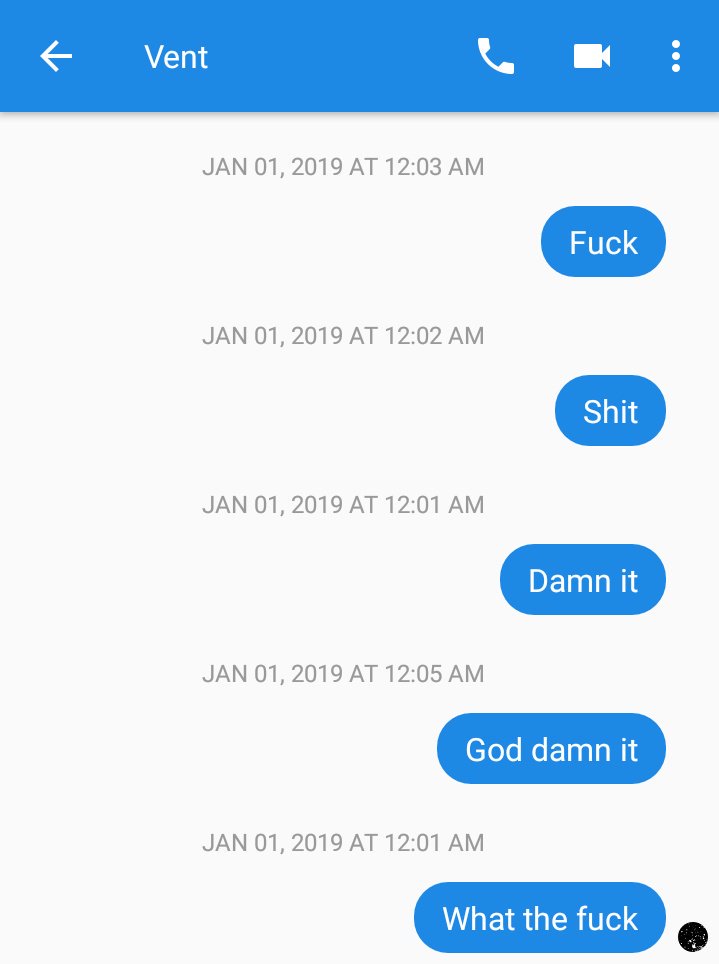 Vent
JAN 01, 2019 AT 12:03 AM
Fuck
JAN 01, 2019 AT 12:02 AM
Shit
JAN 01, 2019 AT 12:01 AM
Damn it
JAN 01, 2019 AT 12:05 AM
God damn it
JAN 01, 2019 AT 12:01 AM
What the fuck